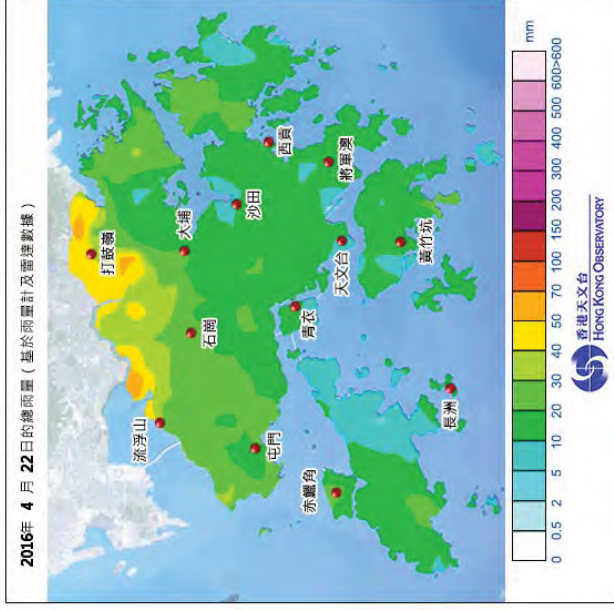 2016年 4 月 22日的總雨量 ( 基於雨量計及雷達數據 )
打鼓嶺
流浮山
大埔
石崗
沙田
西貢
屯門
青衣
將軍澳
天文台
赤鱲角
黃竹坑
長洲
mm
0 0.5 2 5 10 20 30 40 50 70 100 150 200 300 400 500 600>600
香港天文台
HONG KONG OBSERVATORY